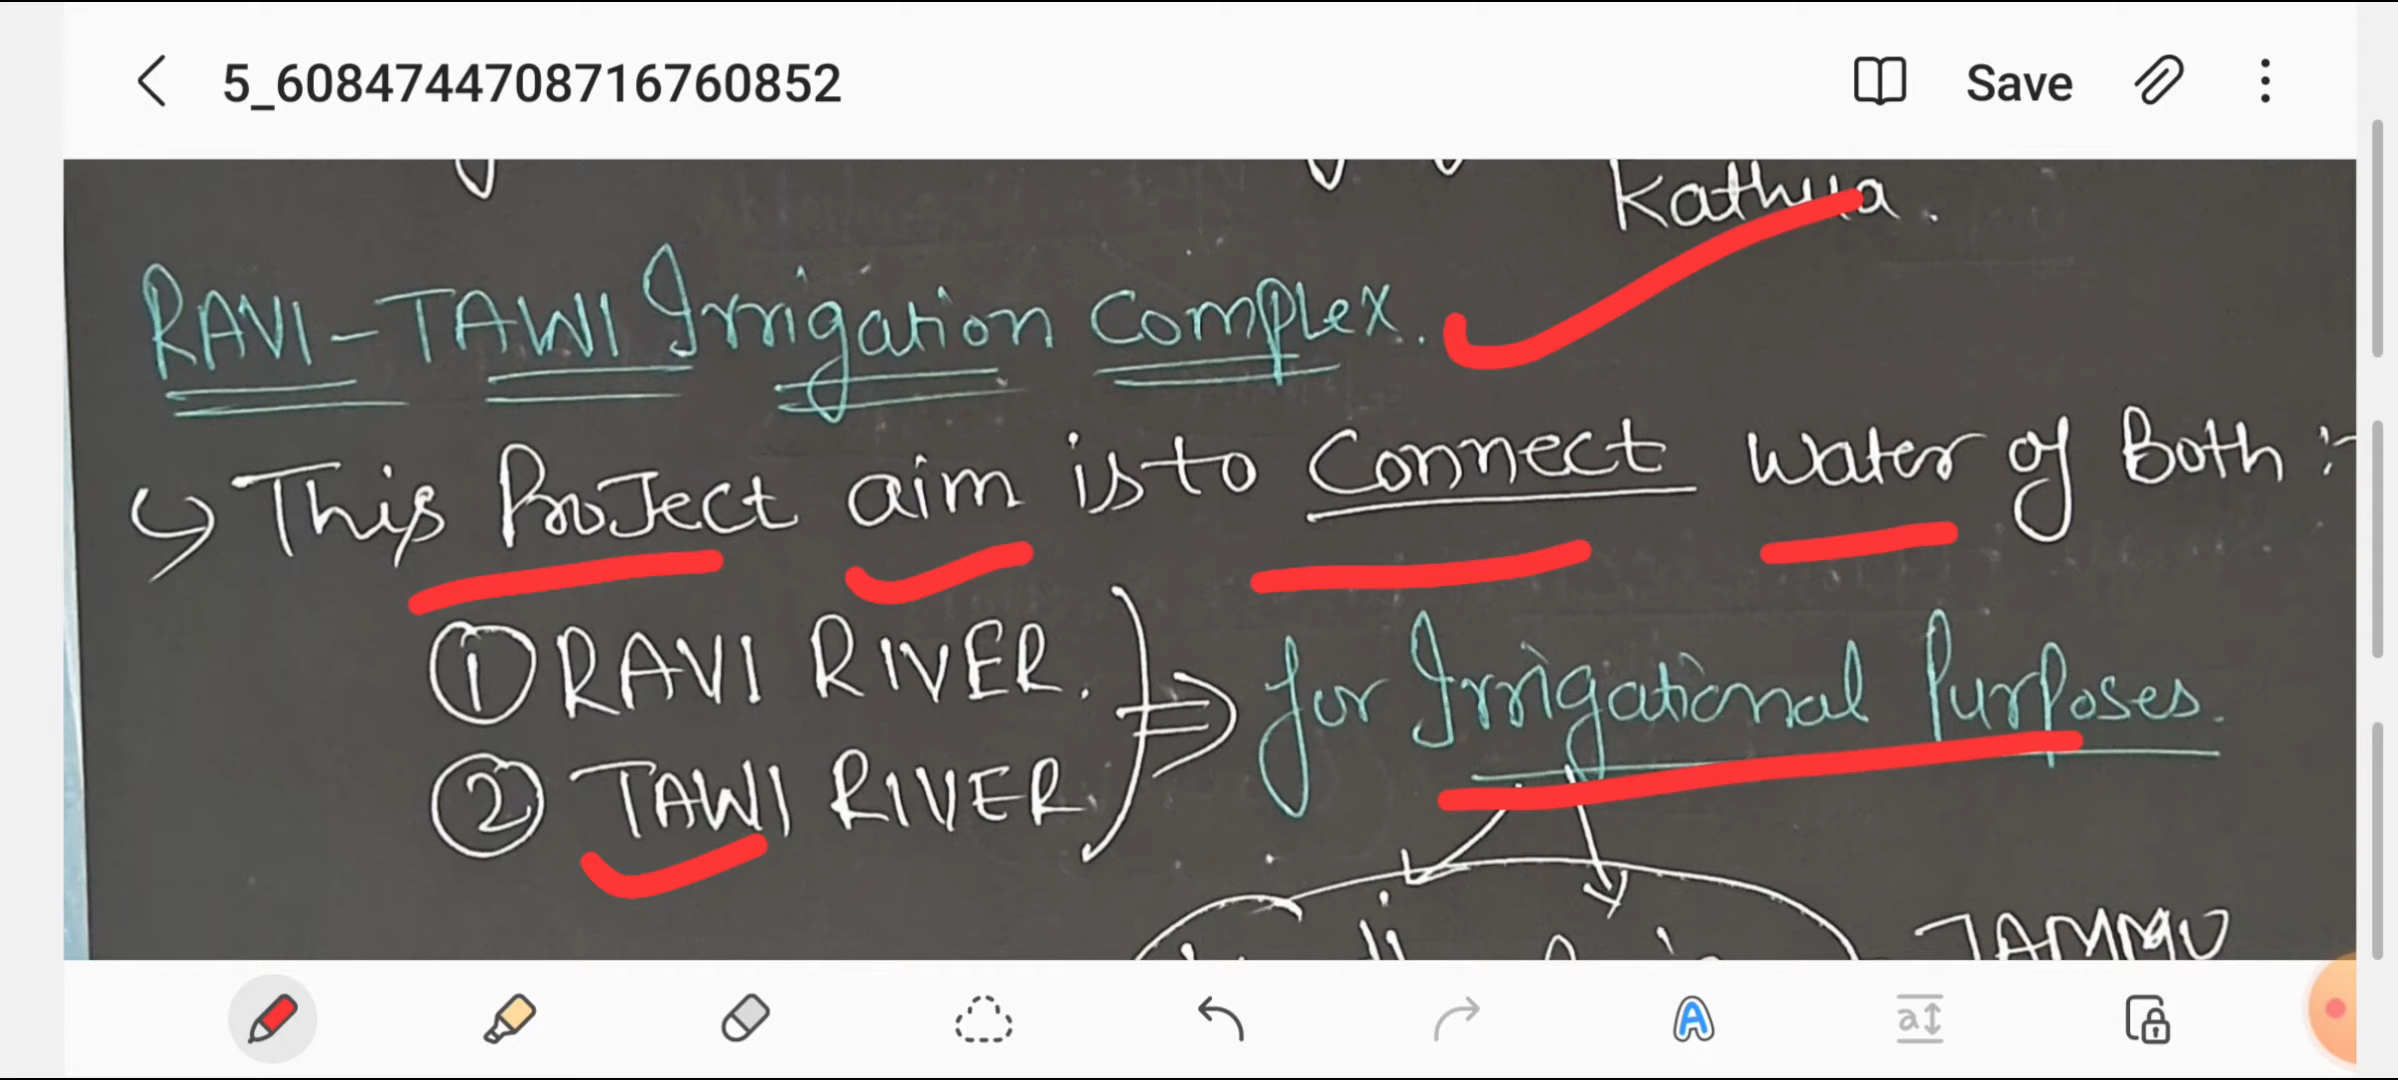 5_6084744708716760852
Save
Kathua.
RAVI-TAWI Irrigation Complex.
↳ This ProJect aim is to Connect water of Both :-
① RAVI RIVER.
② TAWI RIVER
⇒ for Irrigational Purposes.
JAMMU